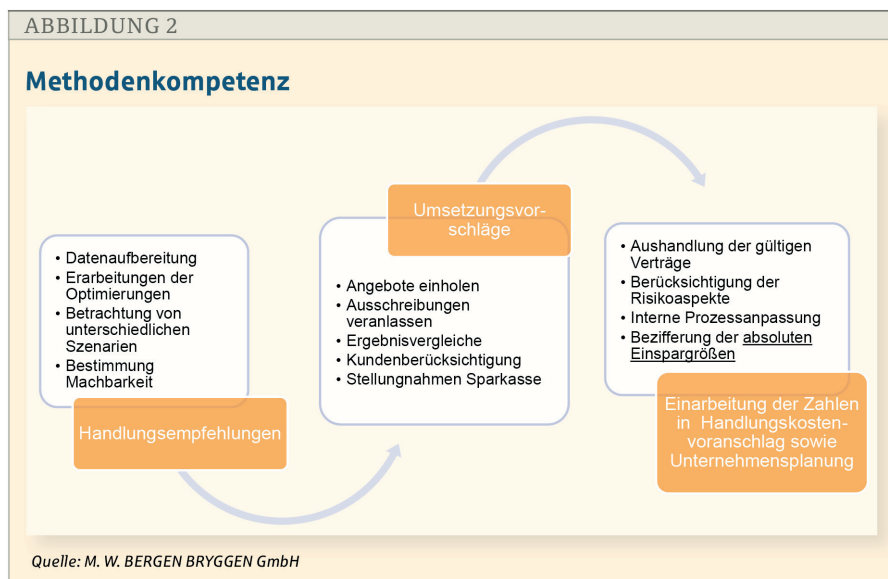 ABBILDUNG 2
Methodenkompetenz
• Datenaufbereitung
• Erarbeitungen der
Optimierungen
• Betrachtung von
unterschiedlichen
Szenarien
• Bestimmung
Machbarkeit
Handlungsempfehlungen
Umsetzungsvor-
schläge
• Angebote einholen
• Ausschreibungen
veranlassen
• Ergebnisvergleiche
• Kundenberücksichtigung
• Stellungnahmen Sparkasse
• Aushandlung der gültigen
Verträge
• Berücksichtigung der
Risikoaspekte
• Interne Prozessanpassung
• Bezifferung der absoluten
Einspargrößen
Einarbeitung der Zahlen
in Handlungskosten-
voranschlag sowie
Unternehmensplanung
Quelle: M. W. BERGEN BRYGGEN GmbH